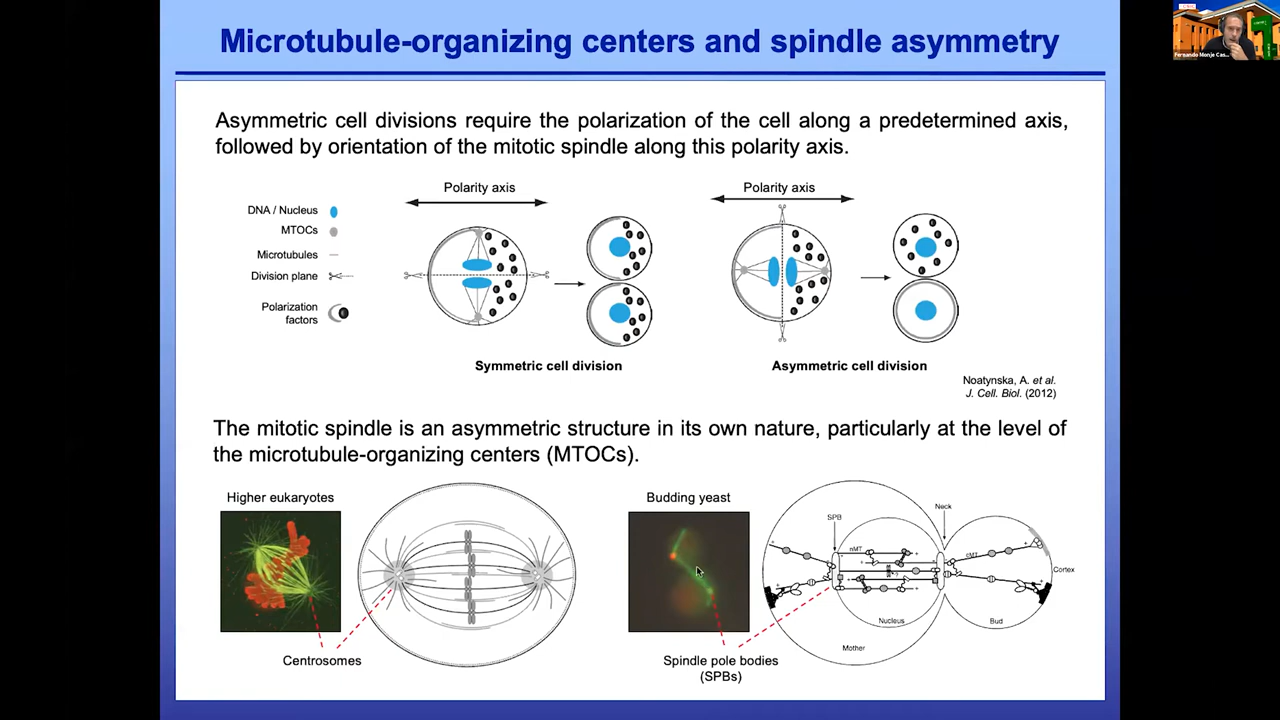 Microtubule-organizing centers and spindle asymmetry
Fernando Monje Cas...
Asymmetric cell divisions require the polarization of the cell along a predetermined axis,
followed by orientation of the mitotic spindle along this polarity axis.
Polarity axis
Polarity axis
DNA / Nucleus
MTOCs
Microtubules
Division plane
Polarization
factors
Symmetric cell division
Asymmetric cell division
Noatynska, A. et al.
J. Cell. Biol. (2012)
The mitotic spindle is an asymmetric structure in its own nature, particularly at the level of
the microtubule-organizing centers (MTOCs).
Higher eukaryotes
Budding yeast
SPB
Neck
nMT
cMT
Cortex
Nucleus
Bud
Mother
Centrosomes
Spindle pole bodies
(SPBs)